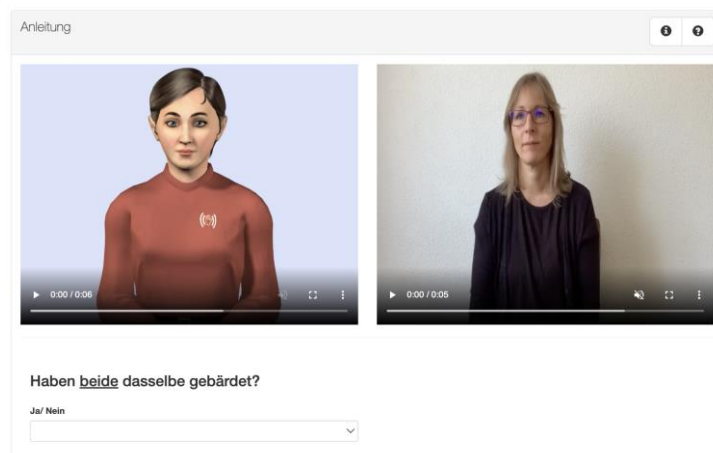 Anleitung
0:00 / 0:06
0:00 / 0:05
Haben beide dasselbe gebärdet?
Ja/ Nein